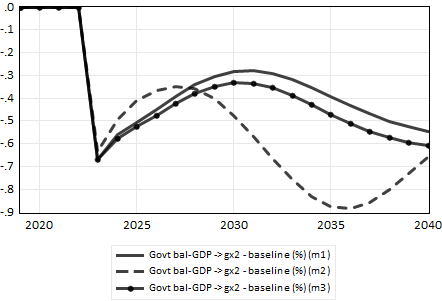 .0
-.1
-.2
-.3
-.4
-.5
-.6
-.7
-.8
-.9
2020 2025 2030 2035 2040
Govt bal-GDP -> gx2 - baseline (%) (m1)
Govt bal-GDP -> gx2 - baseline (%) (m2)
Govt bal-GDP -> gx2 - baseline (%) (m3)